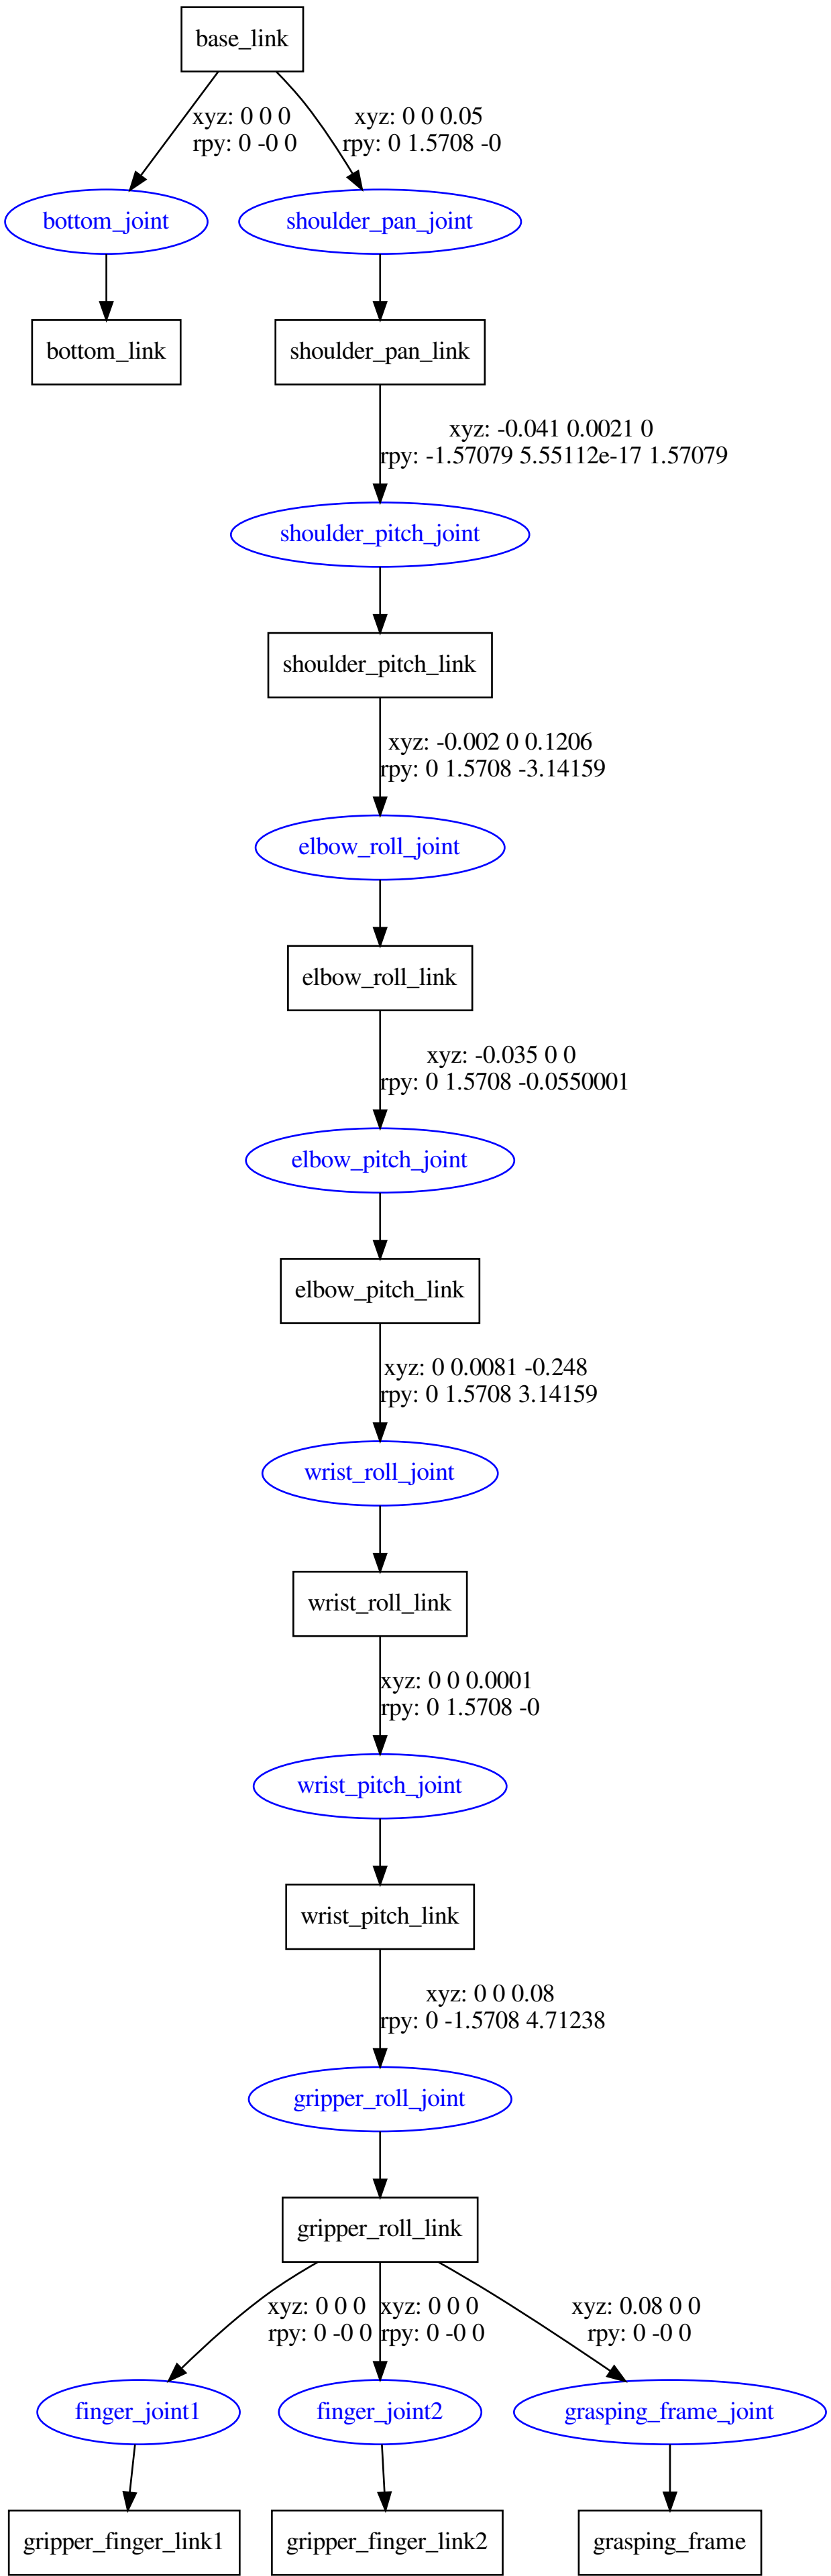 base_link
xyz: 0 0 0
rpy: 0 -0 0
xyz: 0 0 0.05
rpy: 0 1.5708 -0
bottom_joint
shoulder_pan_joint
bottom_link
shoulder_pan_link
xyz: -0.041 0.0021 0
rpy: -1.57079 5.55112e-17 1.57079
shoulder_pitch_joint
shoulder_pitch_link
xyz: -0.002 0 0.1206
rpy: 0 1.5708 -3.14159
elbow_roll_joint
elbow_roll_link
xyz: -0.035 0 0
rpy: 0 1.5708 -0.0550001
elbow_pitch_joint
elbow_pitch_link
xyz: 0 0.0081 -0.248
rpy: 0 1.5708 3.14159
wrist_roll_joint
wrist_roll_link
xyz: 0 0 0.0001
rpy: 0 1.5708 -0
wrist_pitch_joint
wrist_pitch_link
xyz: 0 0 0.08
rpy: 0 -1.5708 4.71238
gripper_roll_joint
gripper_roll_link
xyz: 0 0 0
rpy: 0 -0 0
xyz: 0 0 0
rpy: 0 -0 0
xyz: 0.08 0 0
rpy: 0 -0 0
finger_joint1
finger_joint2
grasping_frame_joint
gripper_finger_link1
gripper_finger_link2
grasping_frame